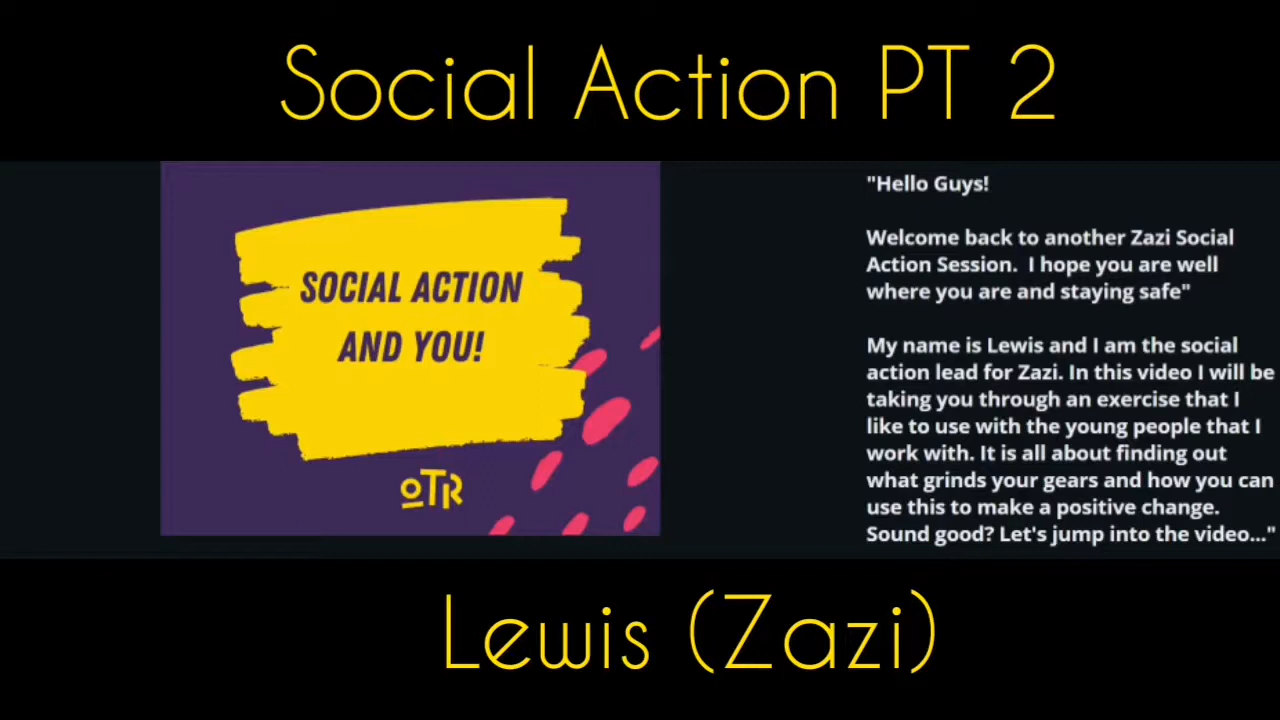 Social Action PT 2
SOCIAL ACTION
AND YOU!
OTR
"Hello Guys!
Welcome back to another Zazi Social
Action Session.  I hope you are well
where you are and staying safe"
My name is Lewis and I am the social
action lead for Zazi. In this video I will be
taking you through an exercise that I
like to use with the young people that I
work with. It is all about finding out
what grinds your gears and how you can
use this to make a positive change.
Sound good? Let's jump into the video..."
Lewis (Zazi)